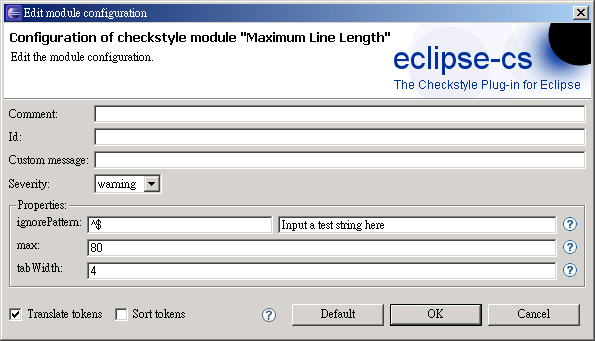 Edit module configuration
Configuration of checkstyle module "Maximum Line Length"
Edit the module configuration.
eclipse-cs
The Checkstyle Plug-in for Eclipse
Comment:
Id:
Custom message:
Severity: warning
Properties:
ignorePattern: ^$ Input a test string here ?
max: 80 ?
tabWidth: 4 ?
Translate tokens Sort tokens ? Default OK Cancel